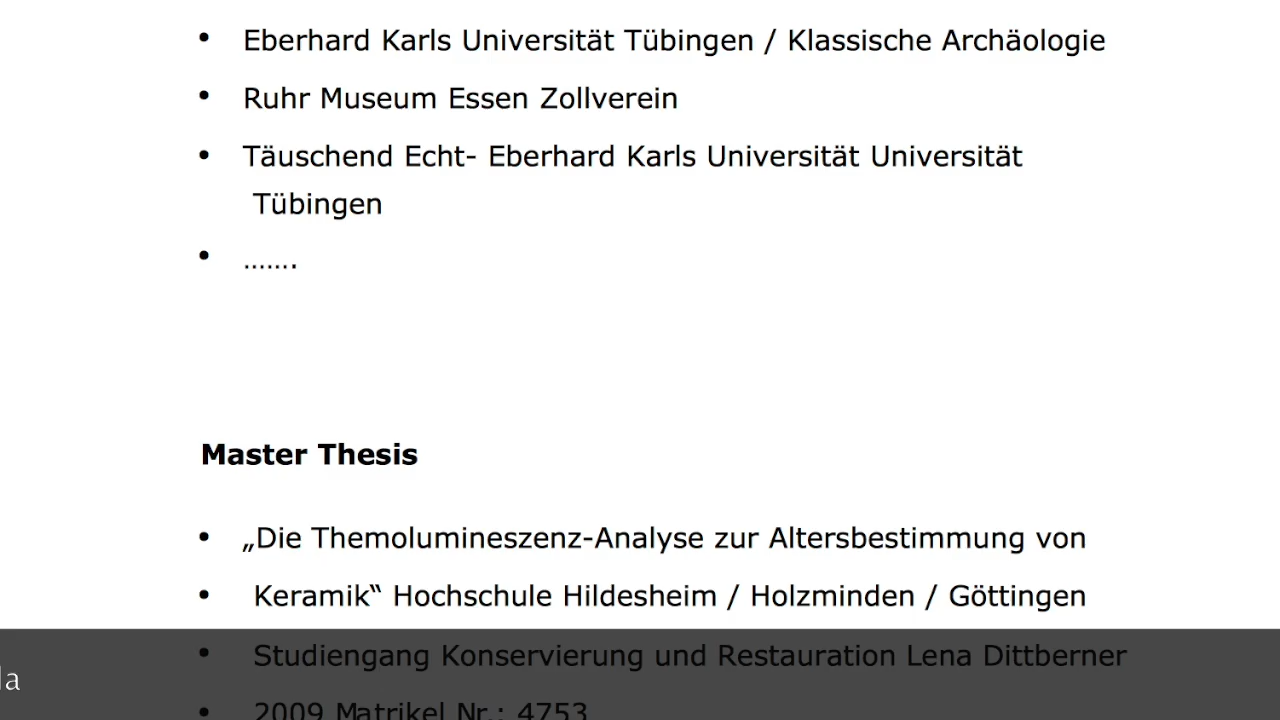 • Eberhard Karls Universität Tübingen / Klassische Archäologie
• Ruhr Museum Essen Zollverein
• Täuschend Echt- Eberhard Karls Universität Universität
Tübingen
• …….
Master Thesis
• „Die Themolumineszenz-Analyse zur Altersbestimmung von
• Keramik“ Hochschule Hildesheim / Holzminden / Göttingen
• Studiengang Konservierung und Restauration Lena Dittberner
• 2009 Matrikel Nr.: 4753